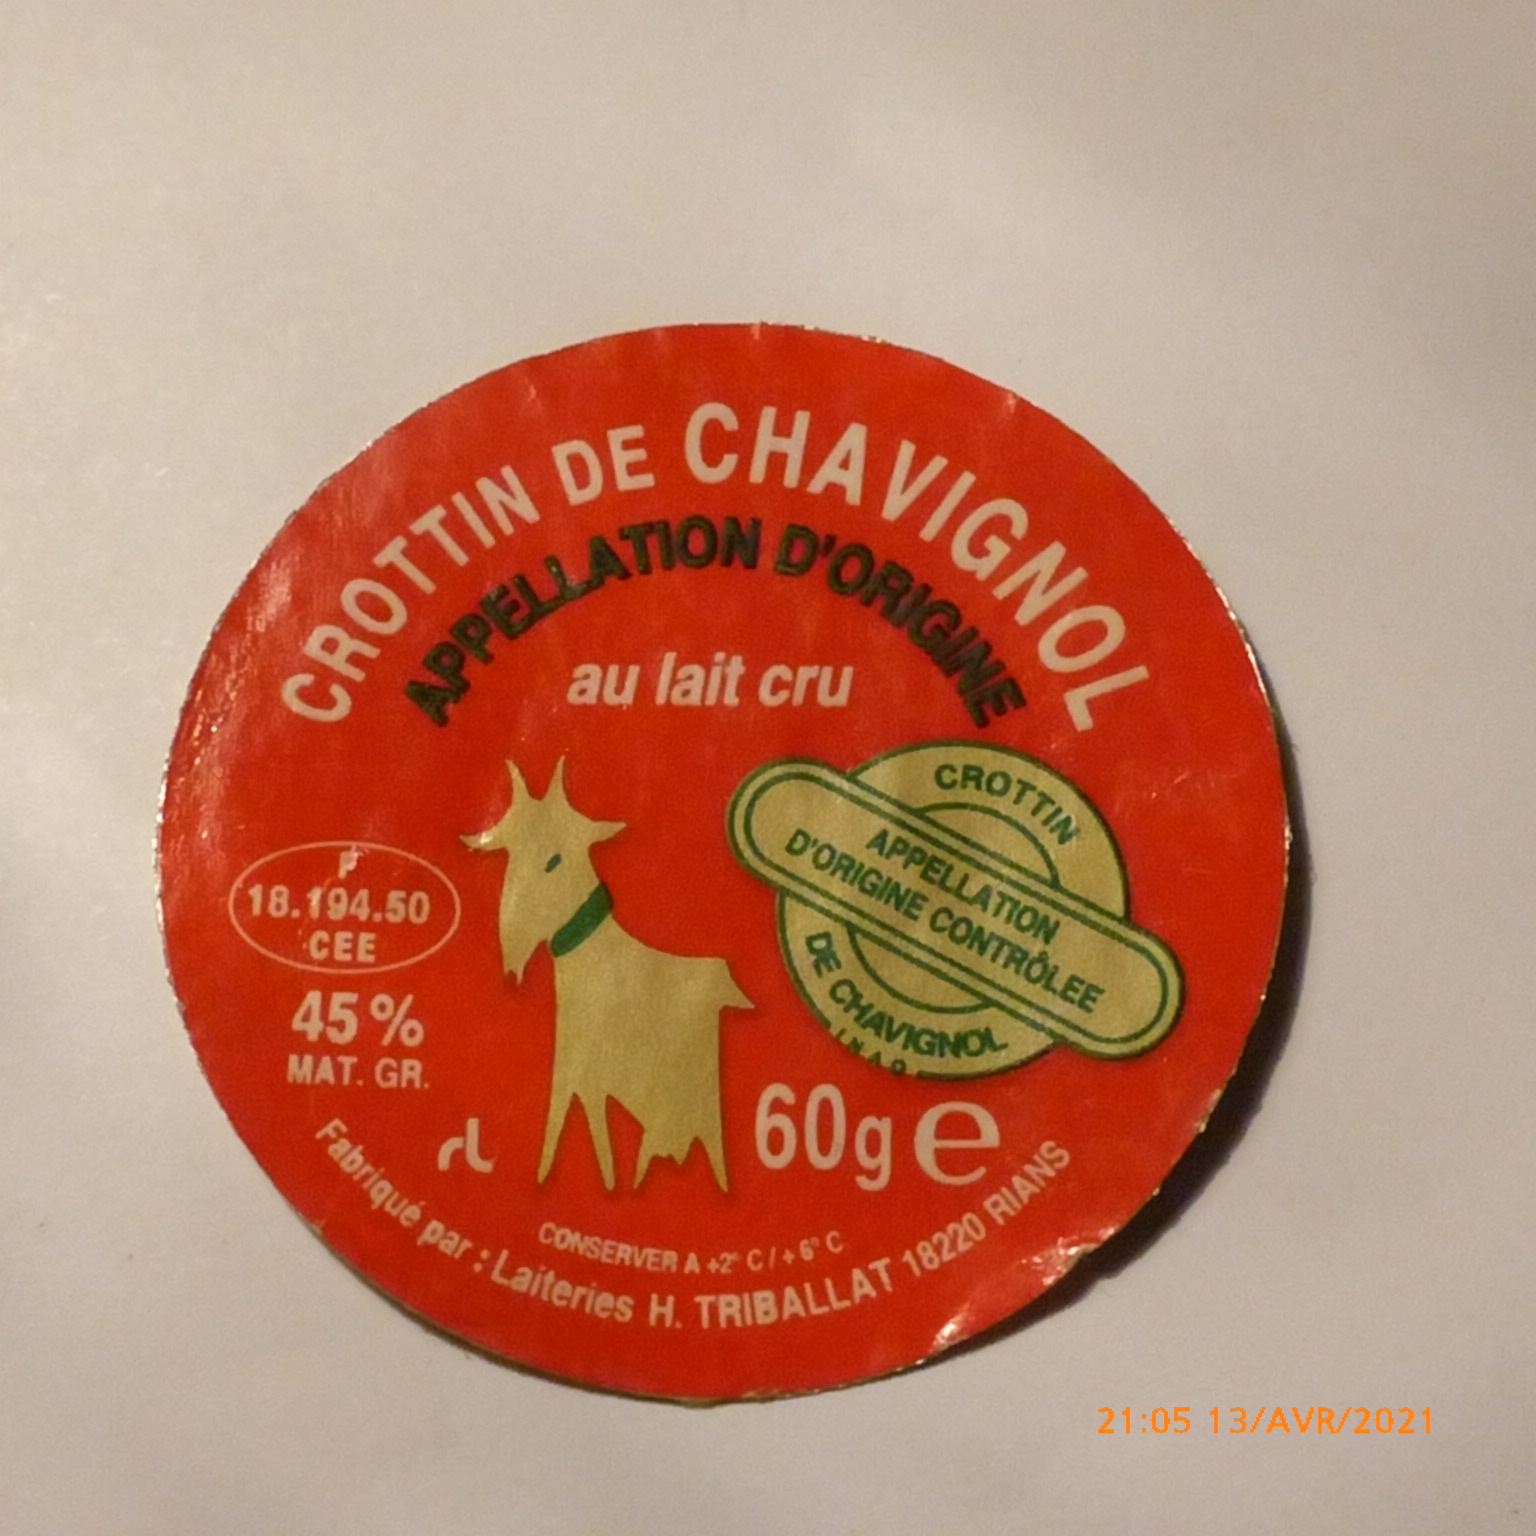 CROTTIN DE CHAVIGNOL
APPELLATION D'ORIGINE
au lait cru
CROTTIN
APPELLATION
D'ORIGINE CONTRÔLEE
DE CHAVIGNOL
I.N.A.O.
F
18.194.50
CEE
45%
MAT. GR.
rL
60g e
CONSERVER A +2° C / +6° C
Fabriqué par : Laiteries H. TRIBALLAT 18220 RIANS
21:05 13/AVR/2021